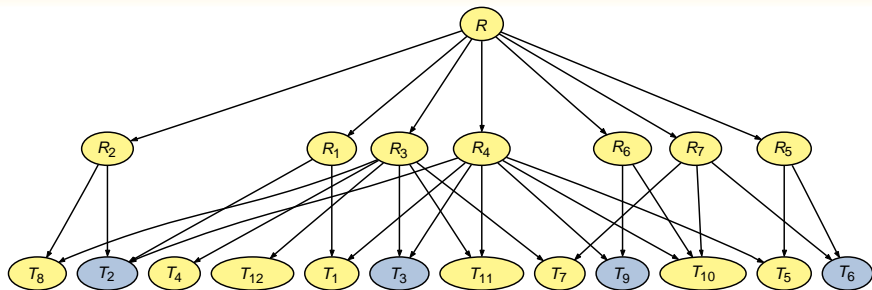 R
R₂ R₁ R₃ R₄ R₆ R₇ R₅
T₈ T₂ T₄ T₁₂ T₁ T₃ T₁₁ T₇ T₉ T₁₀ T₅ T₆